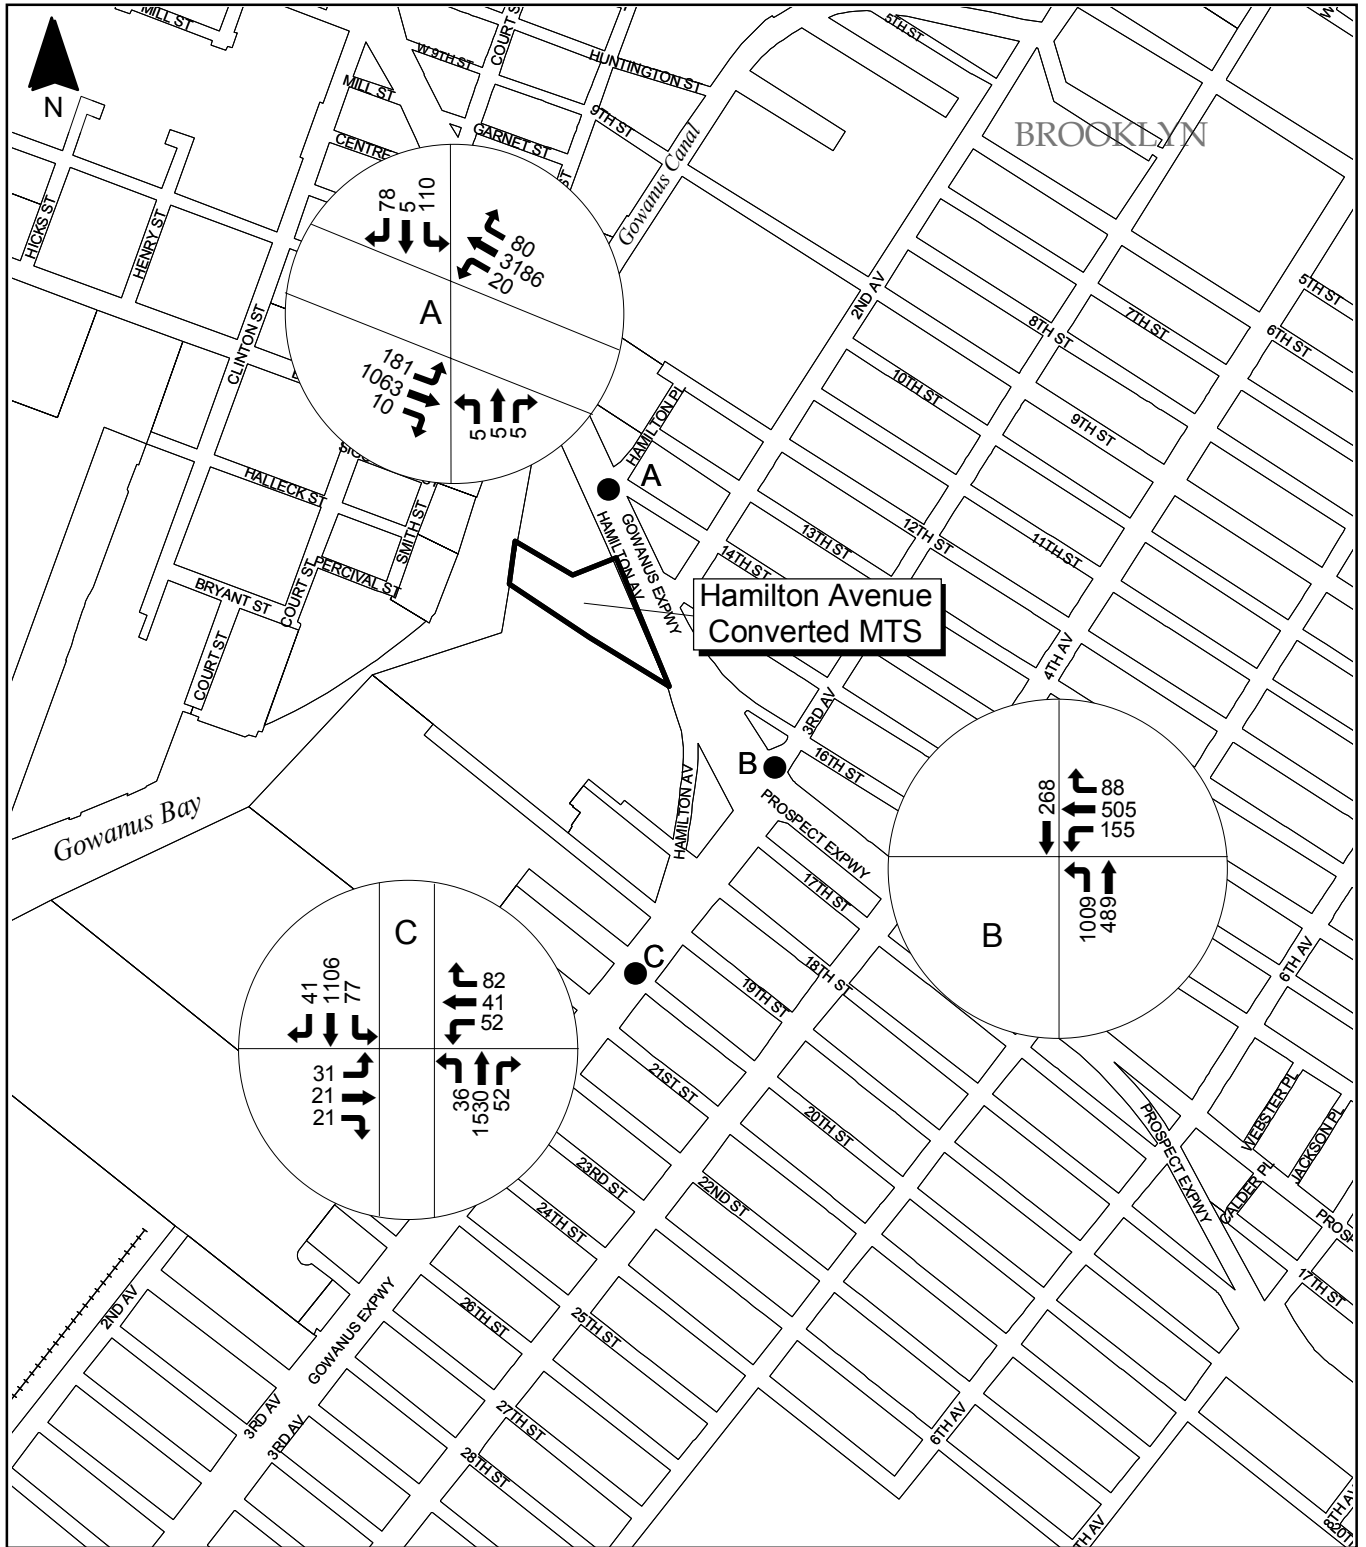 MILL ST
COURT S
W 9TH ST
HUNTINGTON ST
5TH ST
W
N
MILL ST
9TH ST
GARNET ST
CENTRE
ST
BROOKLYN
Gowanus Canal
HICKS ST
HENRY ST
CLINTON ST
78
5
110
80
3186
20
A
181
1063
10
5
5
5
2ND AV
5TH ST
6TH ST
7TH ST
8TH ST
10TH ST
9TH ST
HAMILTON PL
A
HALLECK ST
SMITH ST
PERCIVAL ST
BRYANT ST
COURT ST
COURT ST
HAMILTON AV
GOWANUS EXPWY
14TH ST
13TH ST
12TH ST
11TH ST
Hamilton Avenue
Converted MTS
4TH AV
3RD AV
16TH ST
B
PROSPECT EXPWY
HAMILTON AV
Gowanus Bay
268
88
505
155
1009
489
B
17TH ST
18TH ST
19TH ST
6TH AV
C
C
41
1106
77
82
41
52
31
21
21
36
1530
52
21ST ST
20TH ST
22ND ST
23RD ST
24TH ST
WEBSTER PL
JACKSON PL
CALDER PL
PROSPECT EXPWY
PROS
17TH ST
2ND AV
GOWANUS EXPWY
26TH ST
25TH ST
3RD AV
3RD AV
27TH ST
28TH ST
6TH AV
TH AV
8TH AV
20T